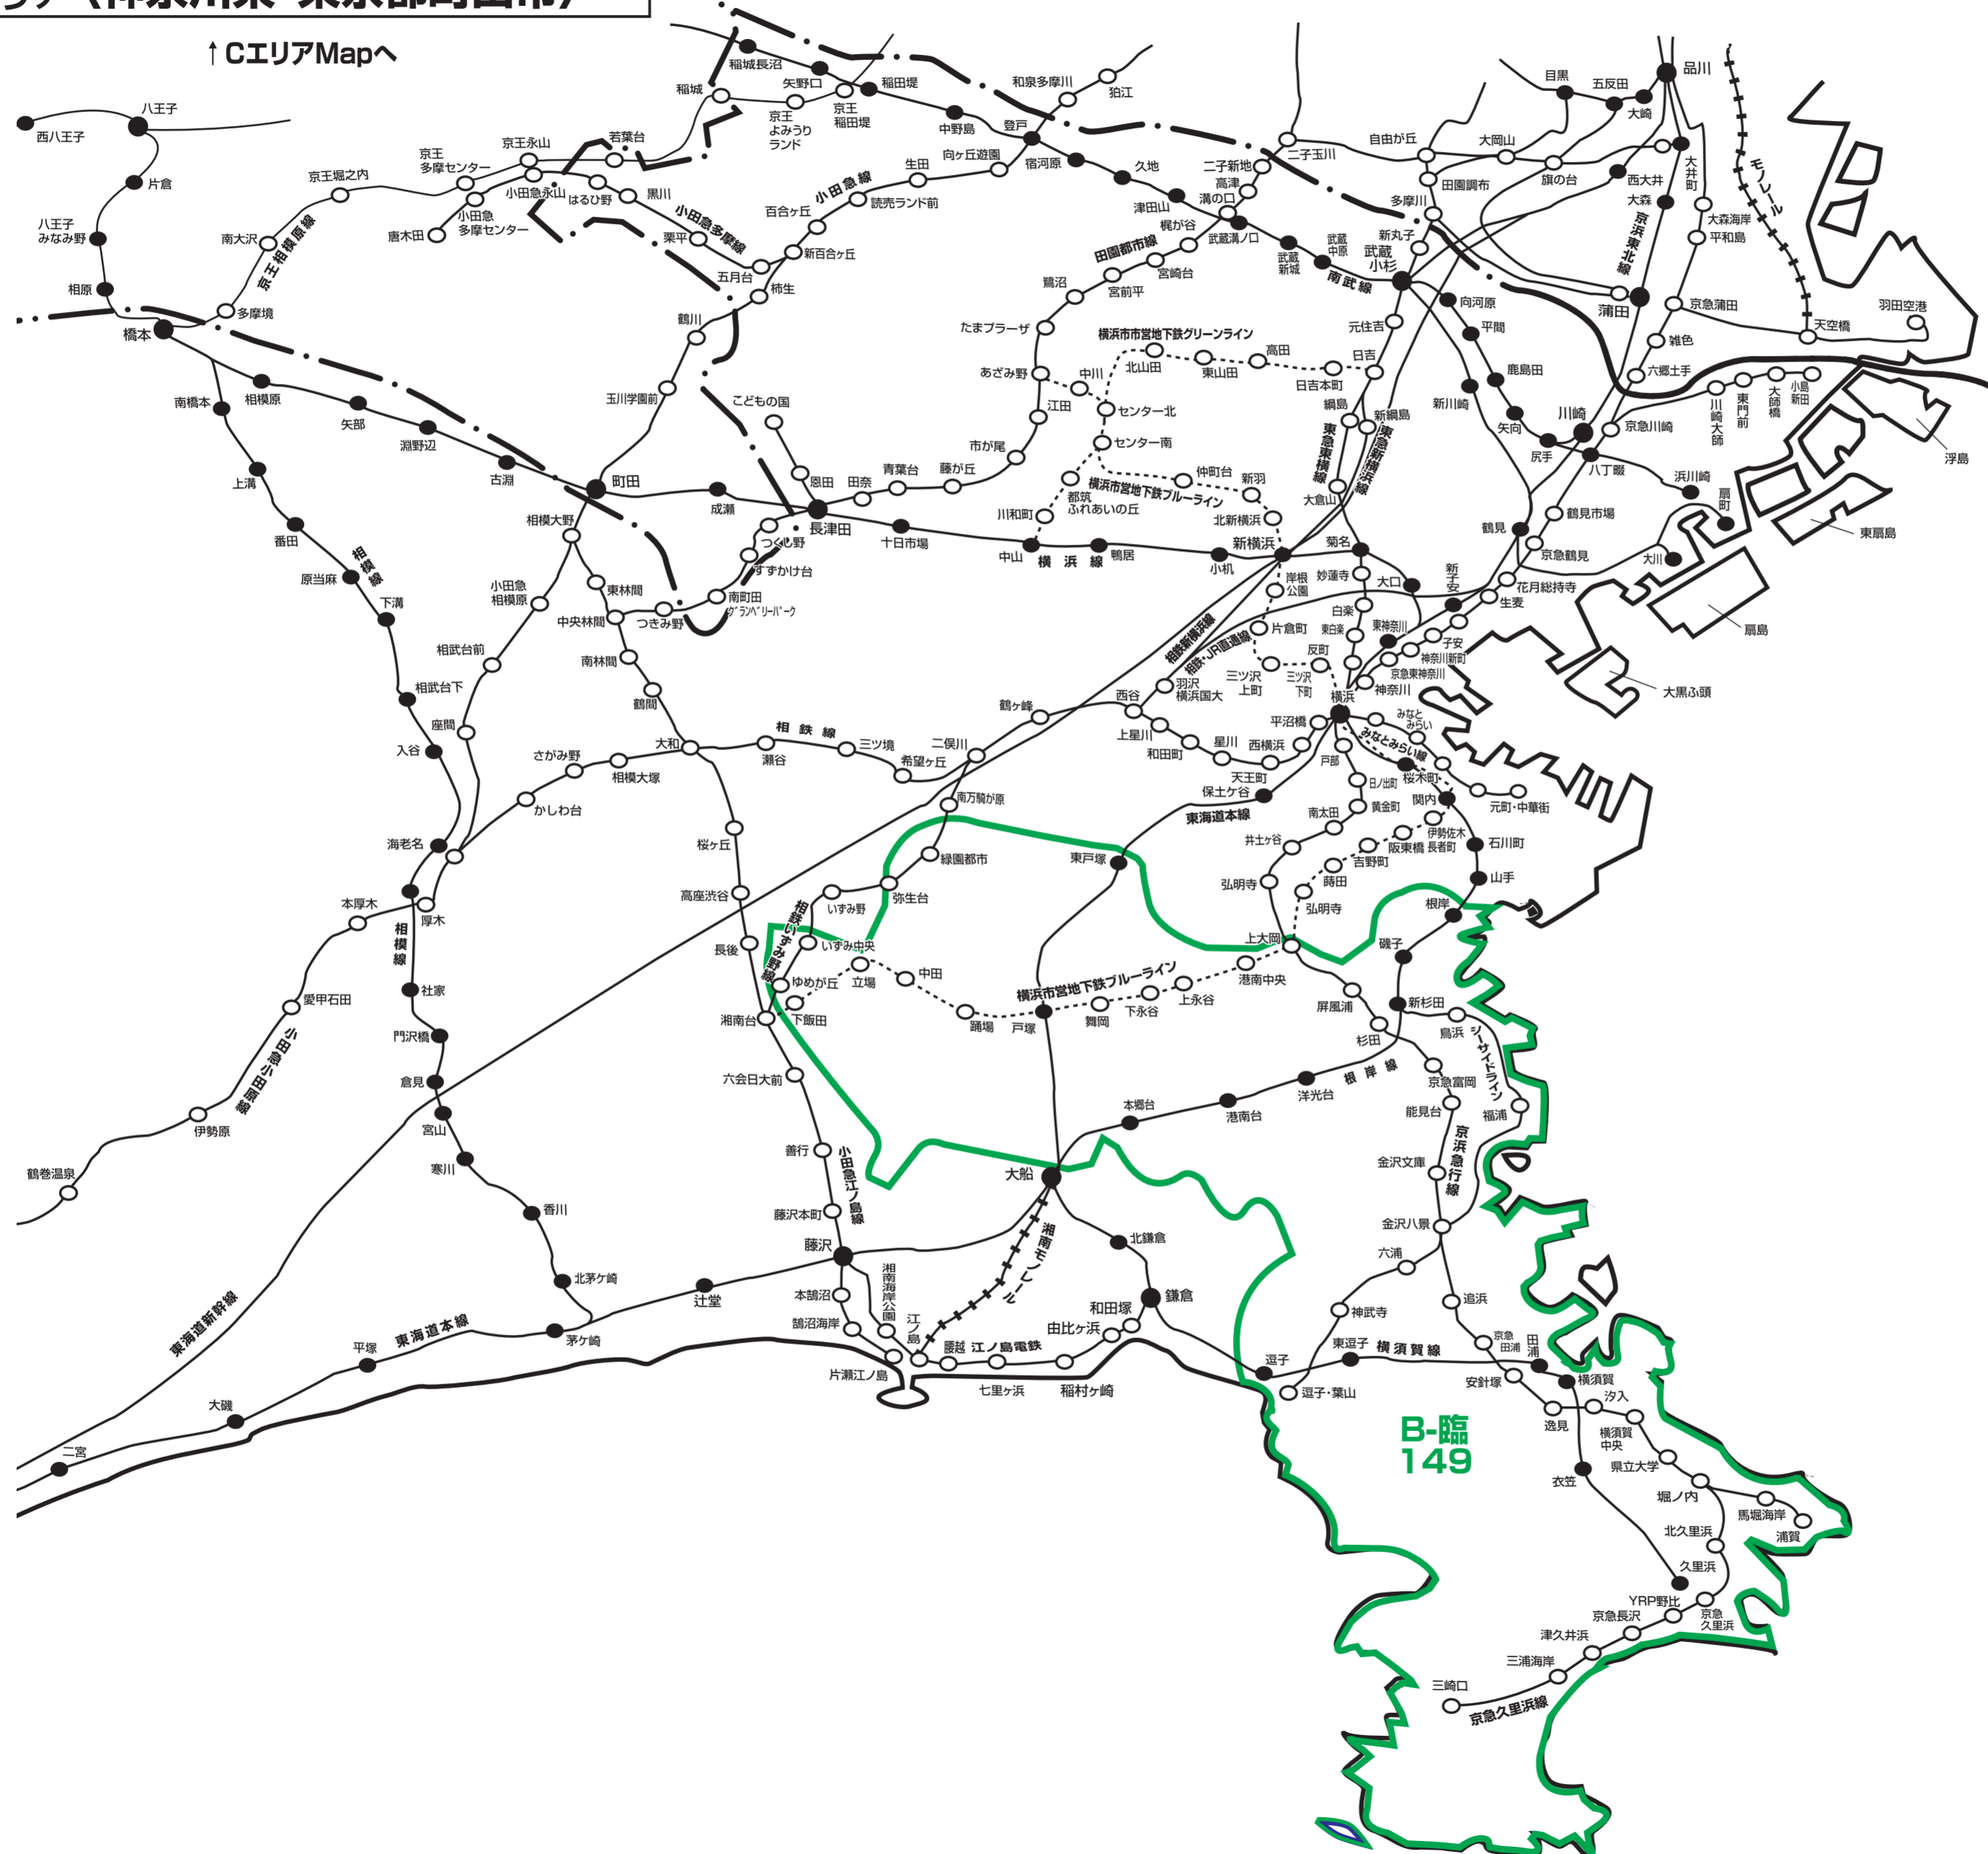 (神奈川県・東京都町田市)
↑CエリアMapへ
西八王子
八王子
片倉
八王子
みなみ野
相原
橋本
南大沢
京王堀之内
京王相模原線
多摩境
京王
多摩センター
京王永山
若葉台
小田急永山
はるひ野
黒川
小田急
多摩センター
唐木田
小田急多摩線
栗平
五月台
稲城
稲城長沼
矢野口
京王
よみうり
ランド
京王
稲田堤
稲田堤
中野島
登戸
和泉多摩川
狛江
向ヶ丘遊園
生田
読売ランド前
小田急線
百合ヶ丘
新百合ヶ丘
柿生
鶴川
玉川学園前
宿河原
久地
津田山
武蔵溝ノ口
武蔵
新城
武蔵
中原
南武線
武蔵
小杉
二子玉川
二子新地
高津
溝の口
梶が谷
田園都市線
宮崎台
宮前平
鷺沼
たまプラーザ
あざみ野
江田
市が尾
藤が丘
青葉台
田奈
恩田
こどもの国
長津田
自由が丘
田園調布
多摩川
新丸子
大岡山
旗の台
目黒
五反田
大崎
品川
大井町
西大井
大森
京浜東北線
大森海岸
平和島
蒲田
京急蒲田
雑色
六郷土手
モノレール
羽田空港
天空橋
向河原
平間
鹿島田
矢向
新川崎
尻手
川崎
京急川崎
川崎大師
東門前
大師橋
小島新田
八丁畷
浜川崎
扇町
浮島
東扇島
鶴見市場
鶴見
京急鶴見
大川
扇島
花月総持寺
生麦
新子安
子安
大黒ふ頭
元住吉
日吉
日吉本町
高田
東山田
北山田
横浜市市営地下鉄グリーンライン
中川
センター北
センター南
都筑
ふれあいの丘
川和町
横浜市営地下鉄ブルーライン
仲町台
新羽
北新横浜
綱島
新綱島
東急東横線
東急新横浜線
大倉山
菊名
新横浜
小机
横浜線
鴨居
中山
十日市場
成瀬
町田
古淵
淵野辺
矢部
相模原
南橋本
上溝
番田
相模線
原当麻
下溝
相武台下
入谷
相模大野
小田急
相模原
相武台前
座間
海老名
東林間
中央林間
つきみ野
南町田
グランベリーパーク
すずかけ台
つくし野
南林間
鶴間
大和
相鉄線
瀬谷
三ツ境
希望ヶ丘
二俣川
鶴ヶ峰
西谷
羽沢
横浜国大
相鉄新横浜線
相鉄・JR直通線
岸根
公園
片倉町
三ツ沢
上町
三ツ沢
下町
妙蓮寺
大口
白楽
東白楽
反町
東神奈川
神奈川新町
京急東神奈川
神奈川
横浜
上星川
和田町
星川
天王町
西横浜
平沼橋
保土ケ谷
東海道本線
みなと
みらい
みなとみらい線
桜木町
元町・中華街
関内
石川町
山手
根岸
磯子
戸部
日ノ出町
黄金町
南太田
井土ヶ谷
弘明寺
伊勢佐木
長者町
阪東橋
吉野町
蒔田
弘明寺
上大岡
さがみ野
相模大塚
かしわ台
桜ヶ丘
高座渋谷
長後
湘南台
南万騎が原
緑園都市
弥生台
いずみ野
相鉄いずみ野線
いずみ中央
ゆめが丘
下飯田
立場
中田
踊場
戸塚
東戸塚
横浜市営地下鉄ブルーライン
舞岡
下永谷
上永谷
港南中央
本厚木
厚木
愛甲石田
小田急小田原線
伊勢原
鶴巻温泉
相模線
社家
門沢橋
倉見
宮山
寒川
香川
北茅ケ崎
茅ケ崎
屏風浦
杉田
新杉田
鳥浜
シーサイドライン
福浦
京急富岡
能見台
京浜急行線
金沢文庫
金沢八景
六浦
追浜
神武寺
根岸線
洋光台
港南台
本郷台
大船
六会日大前
善行
小田急江ノ島線
藤沢本町
藤沢
本鵠沼
鵠沼海岸
湘南海岸公園
片瀬江ノ島
江ノ島
腰越
江ノ島電鉄
七里ヶ浜
稲村ヶ崎
由比ヶ浜
和田塚
鎌倉
北鎌倉
湘南モノレール
辻堂
東海道新幹線
東海道本線
平塚
大磯
二宮
逗子
東逗子
横須賀線
逗子・葉山
京急
田浦
田浦
安針塚
横須賀
汐入
逸見
横須賀
中央
県立大学
堀ノ内
衣笠
馬堀海岸
浦賀
北久里浜
久里浜
YRP野比
京急
久里浜
京急長沢
津久井浜
三浦海岸
三崎口
京急久里浜線
B-臨
149